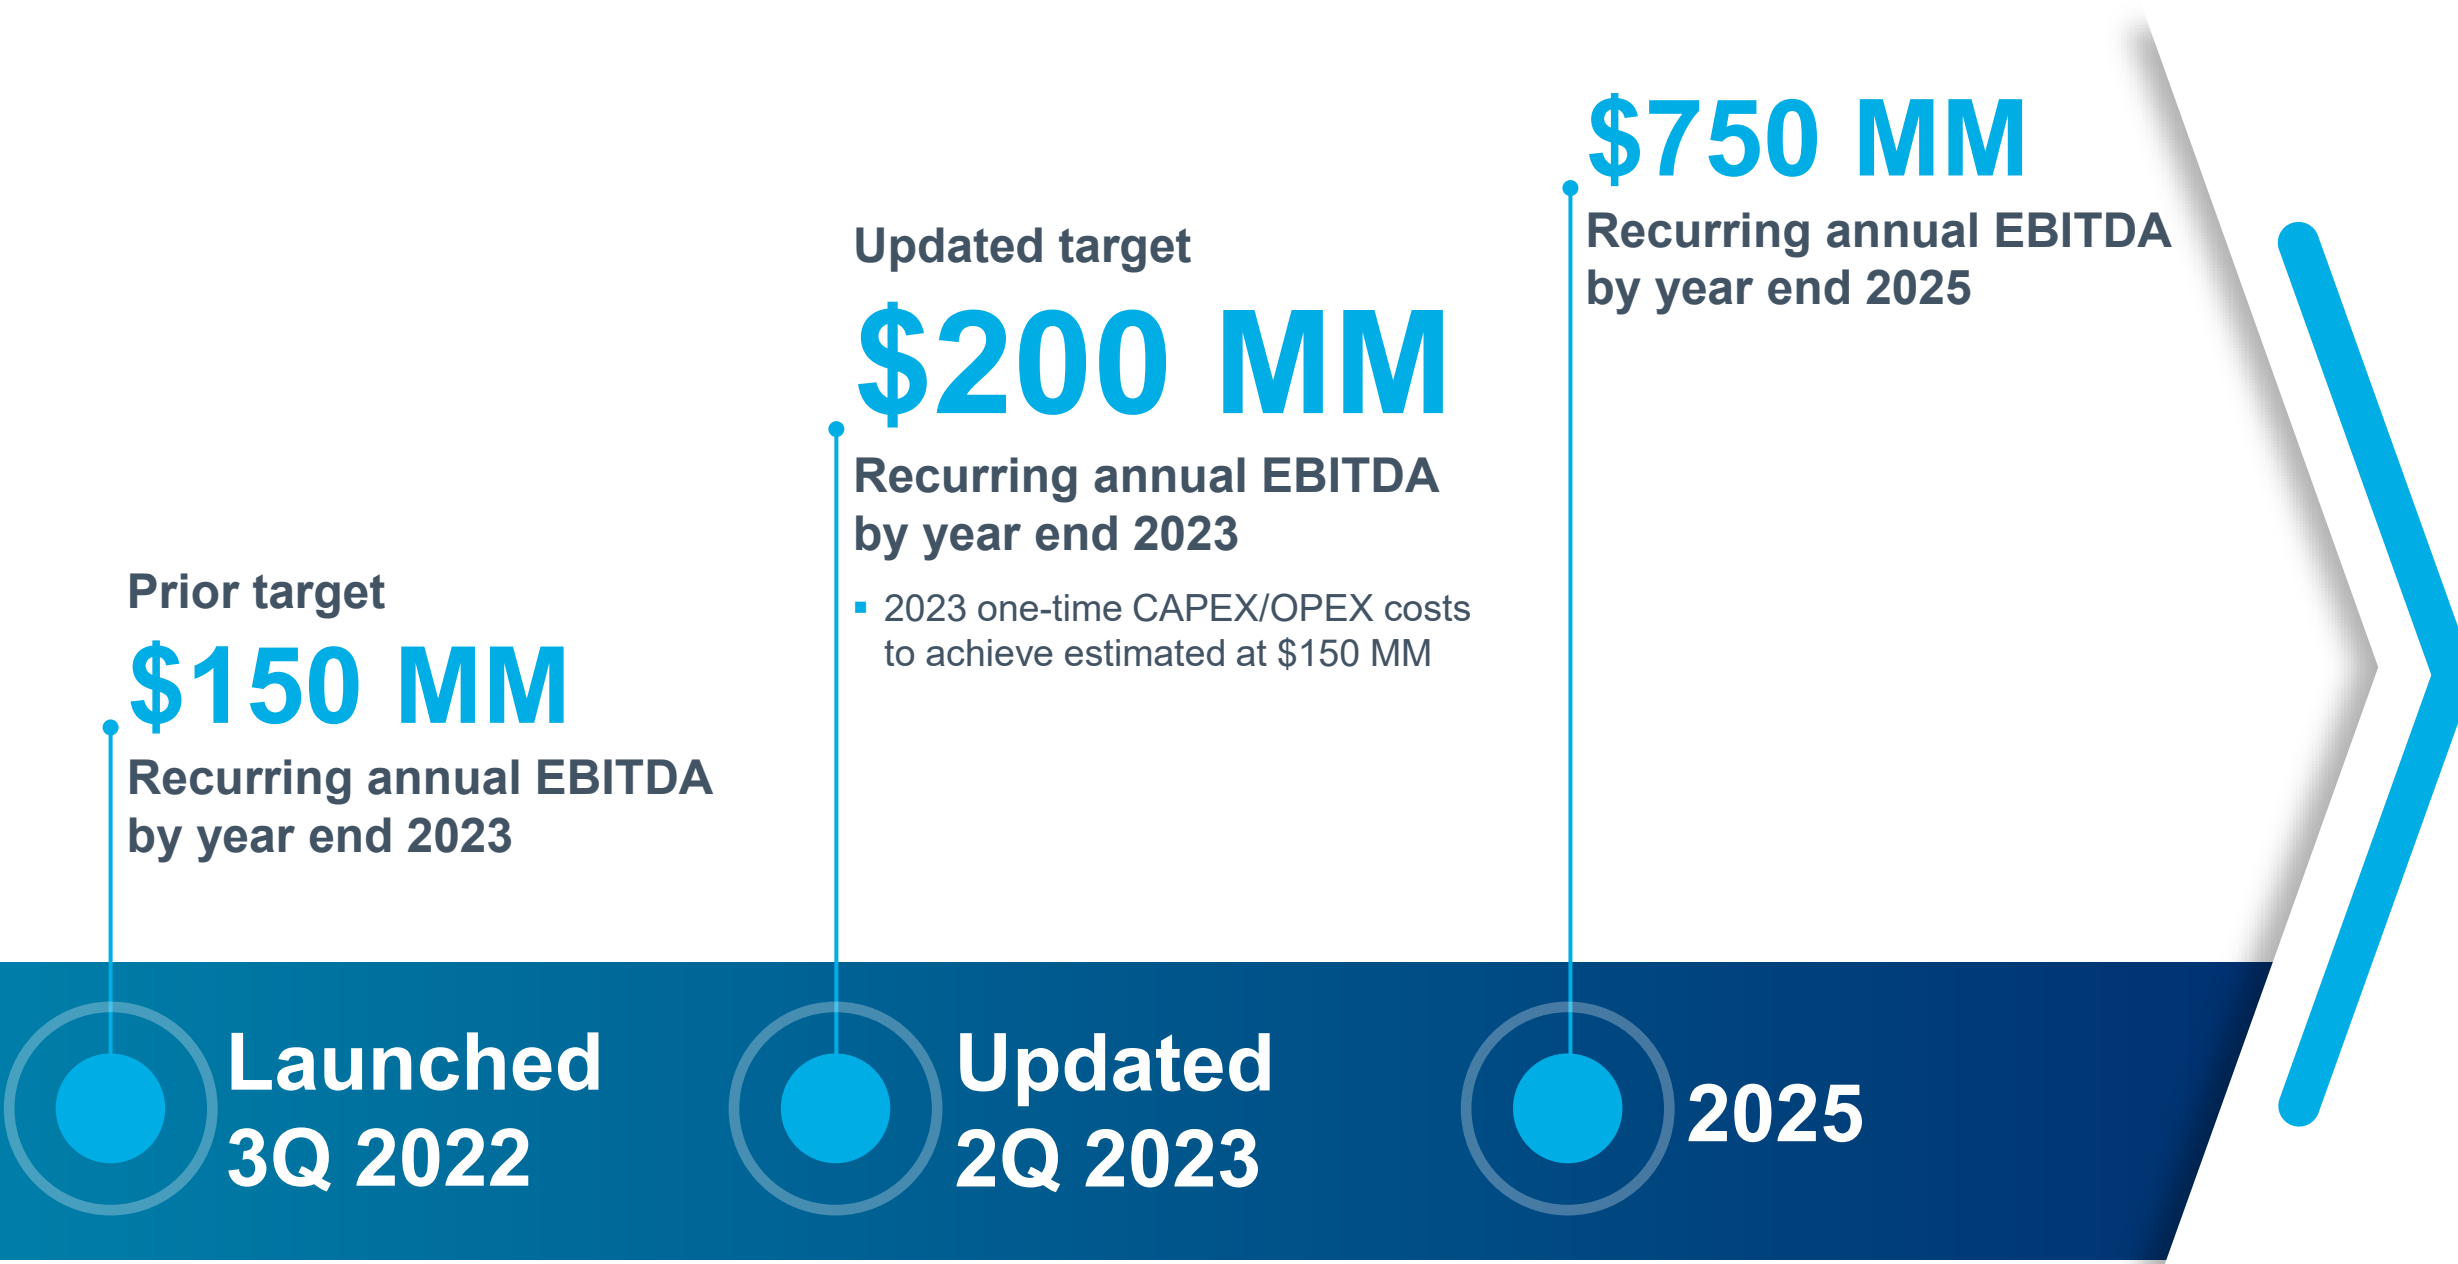 Prior target
$150 MM
Recurring annual EBITDA
by year end 2023
Updated target
$200 MM
Recurring annual EBITDA
by year end 2023
▪ 2023 one-time CAPEX/OPEX costs
to achieve estimated at $150 MM
$750 MM
Recurring annual EBITDA
by year end 2025
Launched
3Q 2022
Updated
2Q 2023
2025